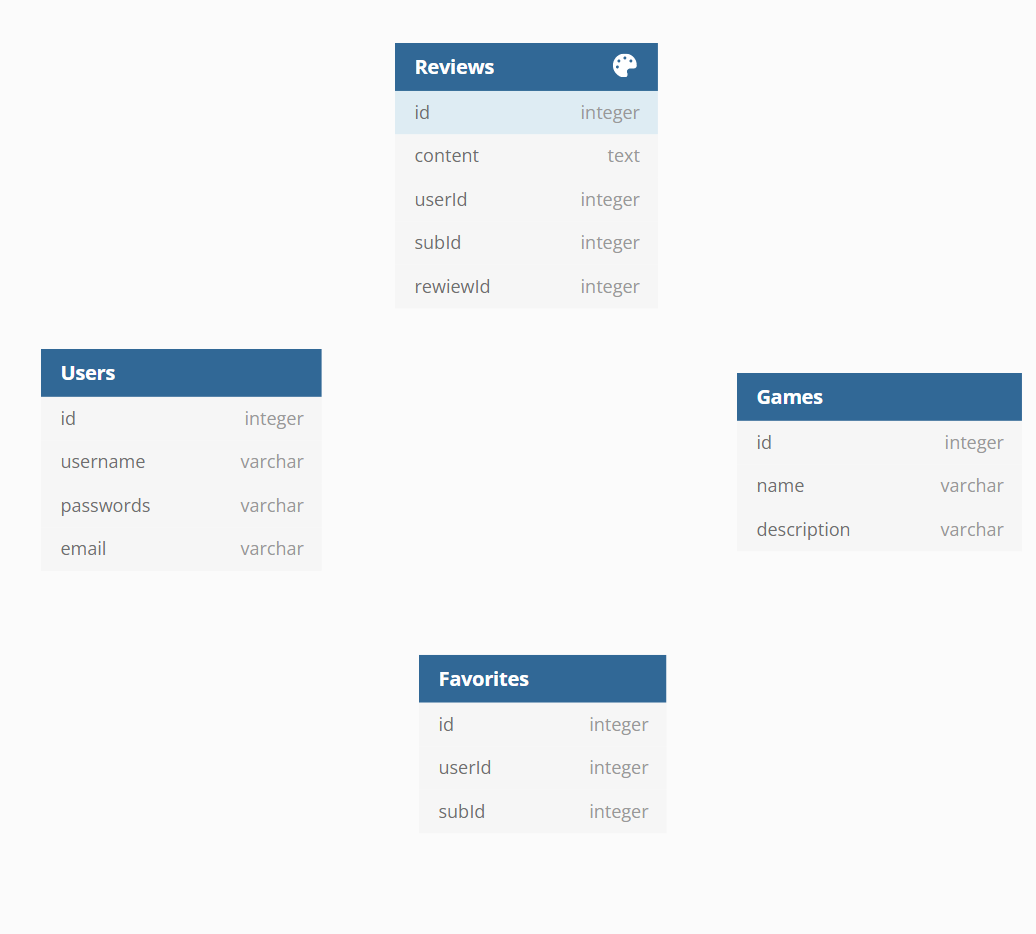 Reviews
id integer
content text
userId integer
subId integer
rewiewId integer
Users
id integer
username varchar
passwords varchar
email varchar
Games
id integer
name varchar
description varchar
Favorites
id integer
userId integer
subId integer